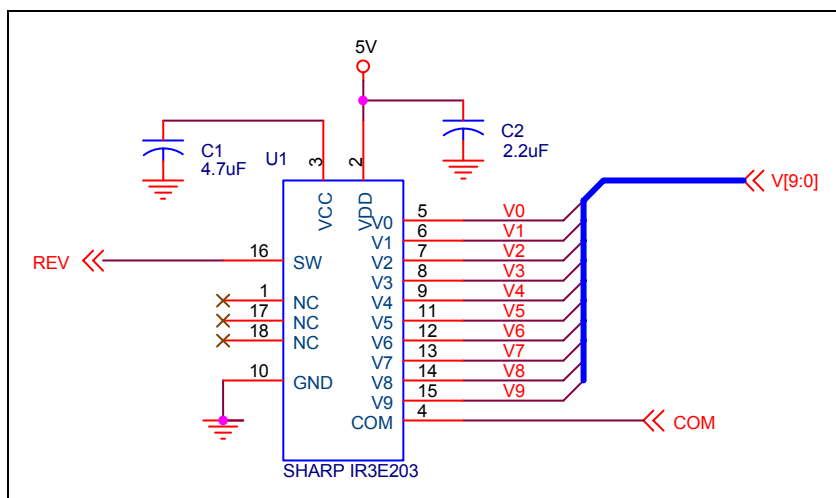 5V
C1
4.7uF
C2
2.2uF
U1
3
2
VCC
VDD
V[9:0]
V0 5 V0
V1 6 V1
V2 7 V2
REV 16 SW
V3 8 V3
1 NC V4 9 V4
17 NC V5 11 V5
18 NC V6 12 V6
V7 13 V7
10 GND V8 14 V8
V9 15 V9
COM 4 COM
SHARP IR3E203